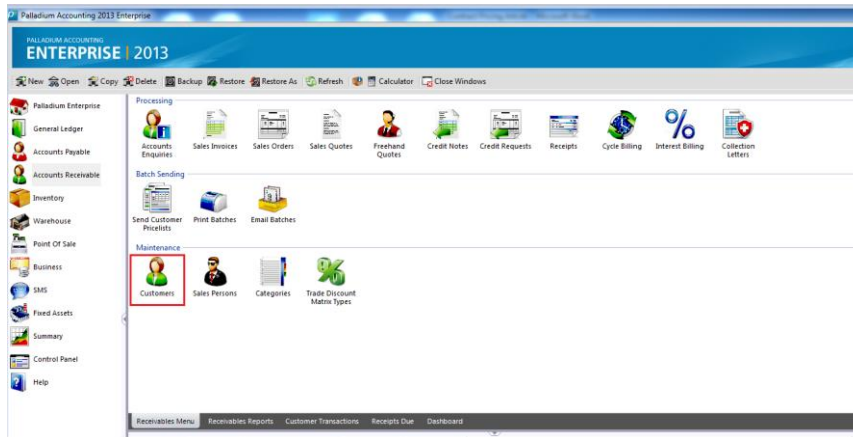 Palladium Accounting 2013 Enterprise
PALLADIUM ACCOUNTING
ENTERPRISE | 2013
New Open Copy Delete Backup Restore Restore As Refresh Calculator Close Windows
Palladium Enterprise
General Ledger
Accounts Payable
Accounts Receivable
Inventory
Warehouse
Point Of Sale
Business
SMS
Fixed Assets
Summary
Control Panel
Help
Processing
Accounts Enquiries
Sales Invoices
Sales Orders
Sales Quotes
Freehand Quotes
Credit Notes
Credit Requests
Receipts
Cycle Billing
Interest Billing
Collection Letters
Batch Sending
Send Customer Pricelists
Print Batches
Email Batches
Maintenance
Customers
Sales Persons
Categories
Trade Discount Matrix Types
Receivables Menu Receivables Reports Customer Transactions Receipts Due Dashboard